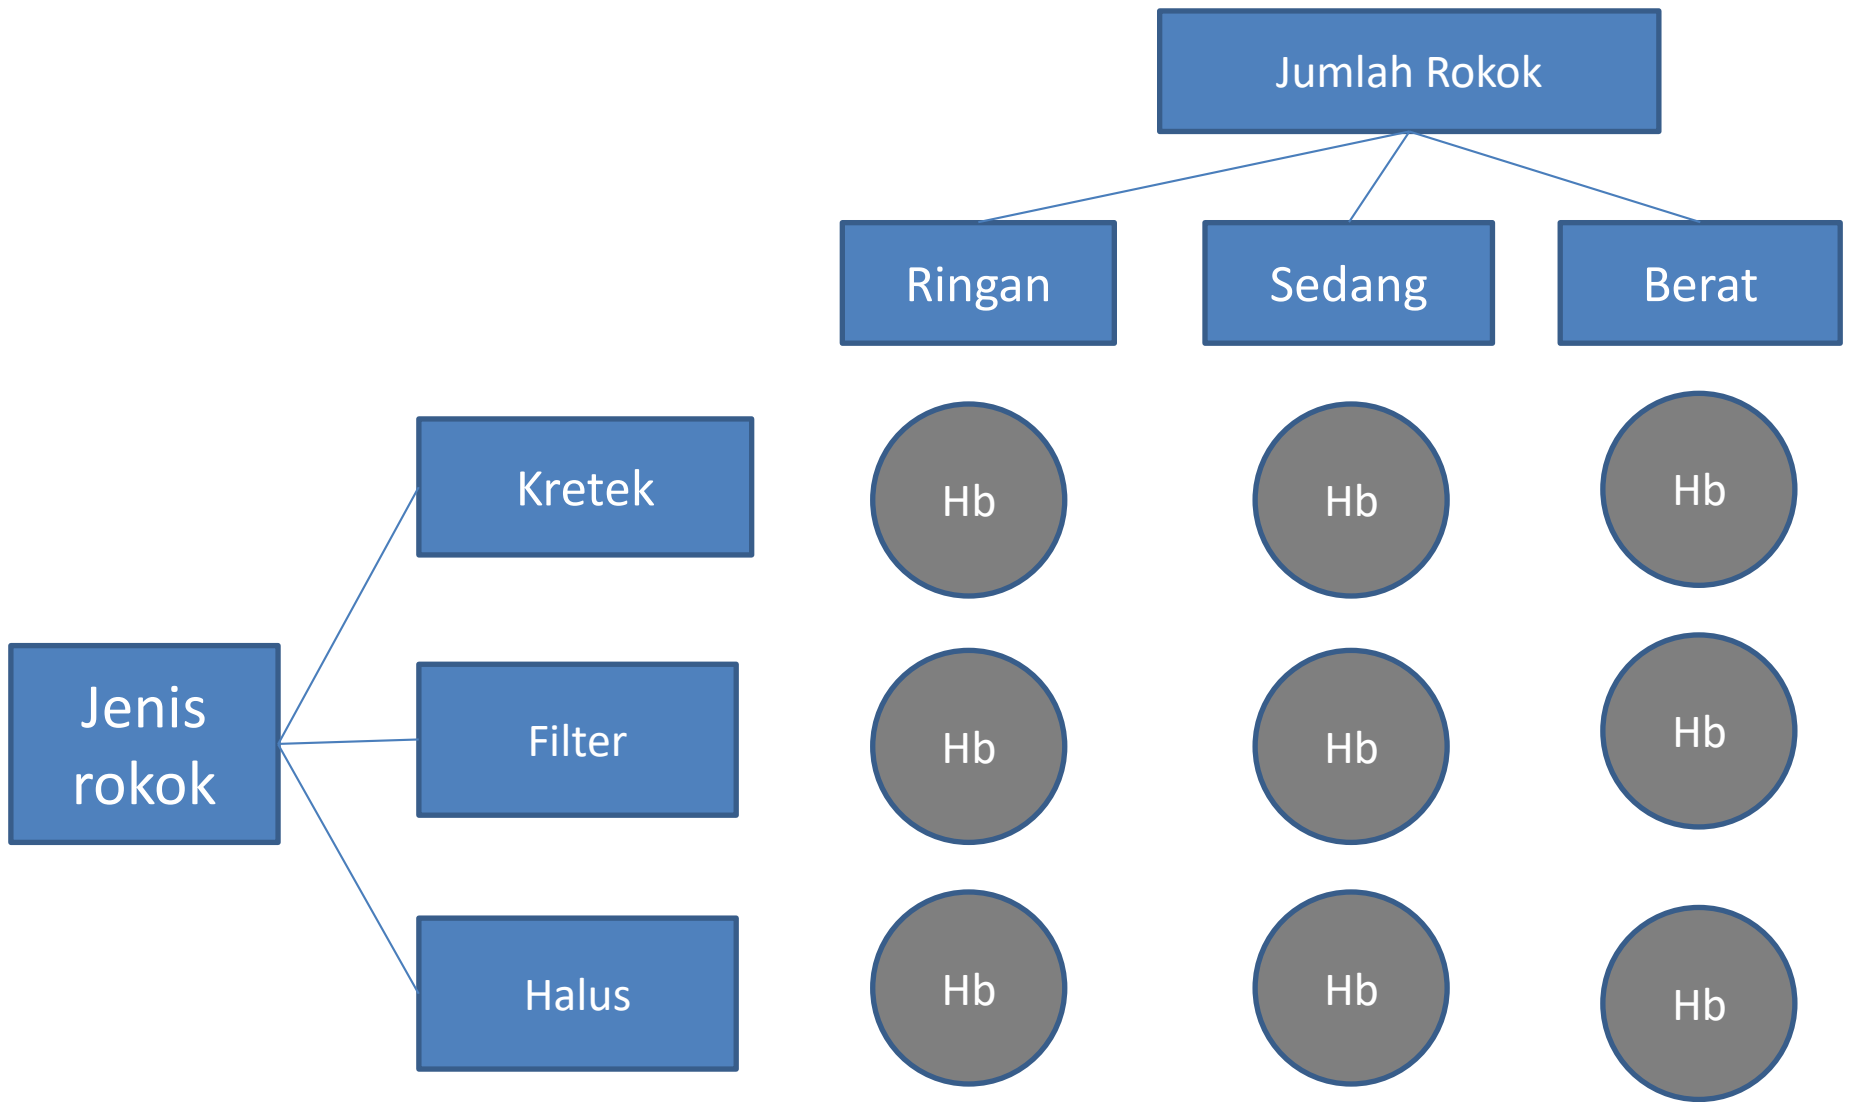 Jumlah Rokok
Ringan
Sedang
Berat
Kretek
Hb
Hb
Hb
Jenis
rokok
Filter
Hb
Hb
Hb
Halus
Hb
Hb
Hb